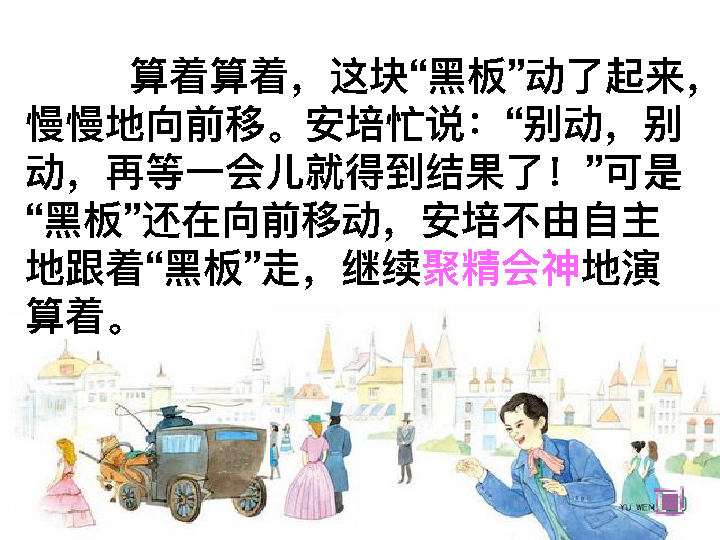 算着算着，这块“黑板”动了起来，
慢慢地向前移。安培忙说：“别动，别
动，再等一会儿就得到结果了！”可是
“黑板”还在向前移动，安培不由自主
地跟着“黑板”走，继续聚精会神地演
算着。
YU WEN